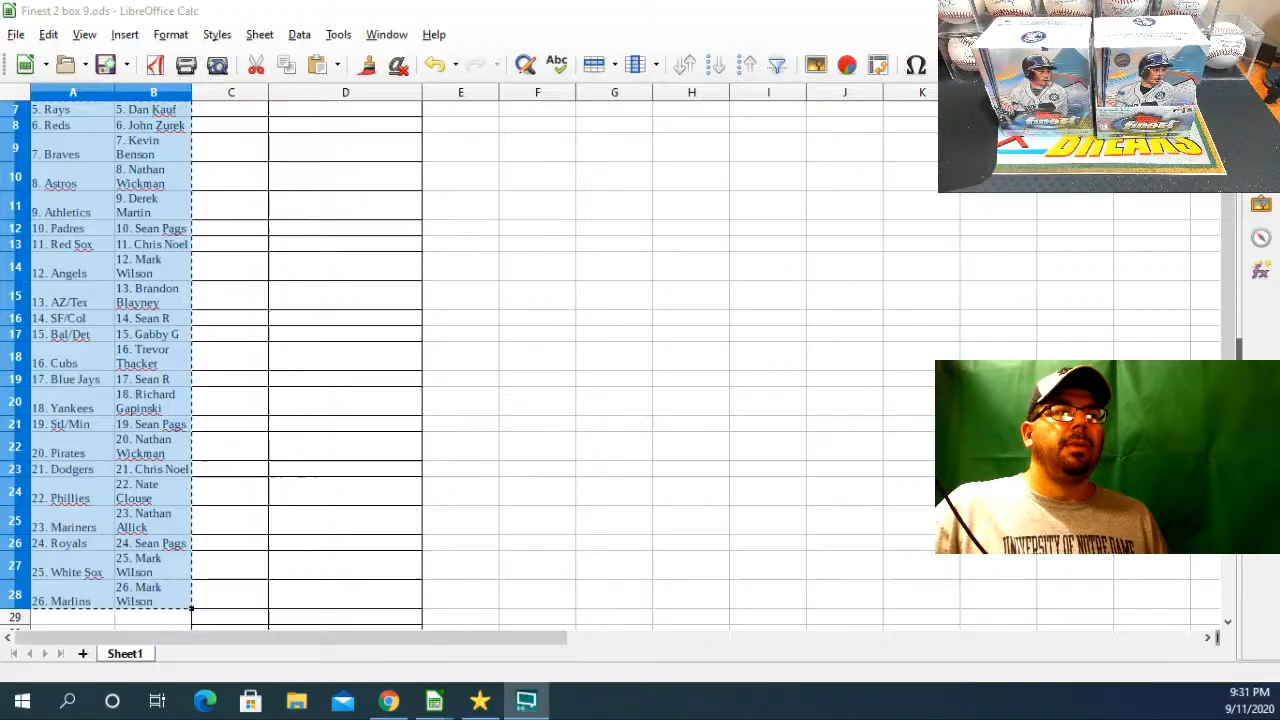 Finest 2 box 9.ods - LibreOffice Calc
File Edit View Insert Format Styles Sheet Window Help
A B C D E F G H I J K
7 5. Rays 5. Dan Kauf
8 6. Reds 6. John Zurek
7. Kevin
9 7. Braves Benson
8. Nathan
10 8. Astros Wickman
9. Derek
11 9. Athletics Martin
12 10. Padres 10. Sean Pags
13 11. Red Sox 11. Chris Noel
12. Mark
14 12. Angels Wilson
13. Brandon
15 13. AZ/Tex Blayney
16 14. SF/Col 14. Sean R
17 15. Bal/Det 15. Gabby G
16. Trevor
18 16. Cubs Thacker
19 17. Blue Jays 17. Sean R
18. Richard
20 18. Yankees Gapinski
21 19. Stl/Min 19. Sean Pags
20. Nathan
22 20. Pirates Wickman
23 21. Dodgers 21. Chris Noel
22. Nate
24 22. Phillies Clouse
23. Nathan
25 23. Mariners Allick
26 24. Royals 24. Sean Pags
25. Mark
27 25. White Sox Wilson
26. Mark
28 26. Marlins Wilson
29
Sheet1
BREAKS
finest
finest
UNIVERSITY OF NOTRE DAME
9:31 PM
9/11/2020